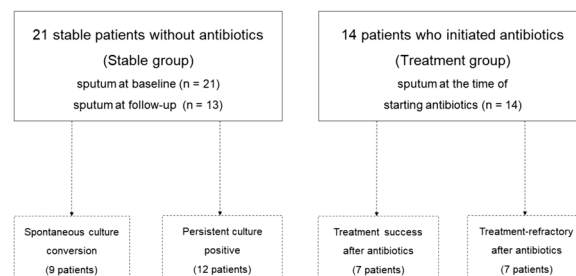 21 stable patients without antibiotics
(Stable group)
sputum at baseline (n = 21)
sputum at follow-up (n = 13)
14 patients who initiated antibiotics
(Treatment group)
sputum at the time of
starting antibiotics (n = 14)
Spontaneous culture
conversion
(9 patients)
Persistent culture
positive
(12 patients)
Treatment success
after antibiotics
(7 patients)
Treatment-refractory
after antibiotics
(7 patients)